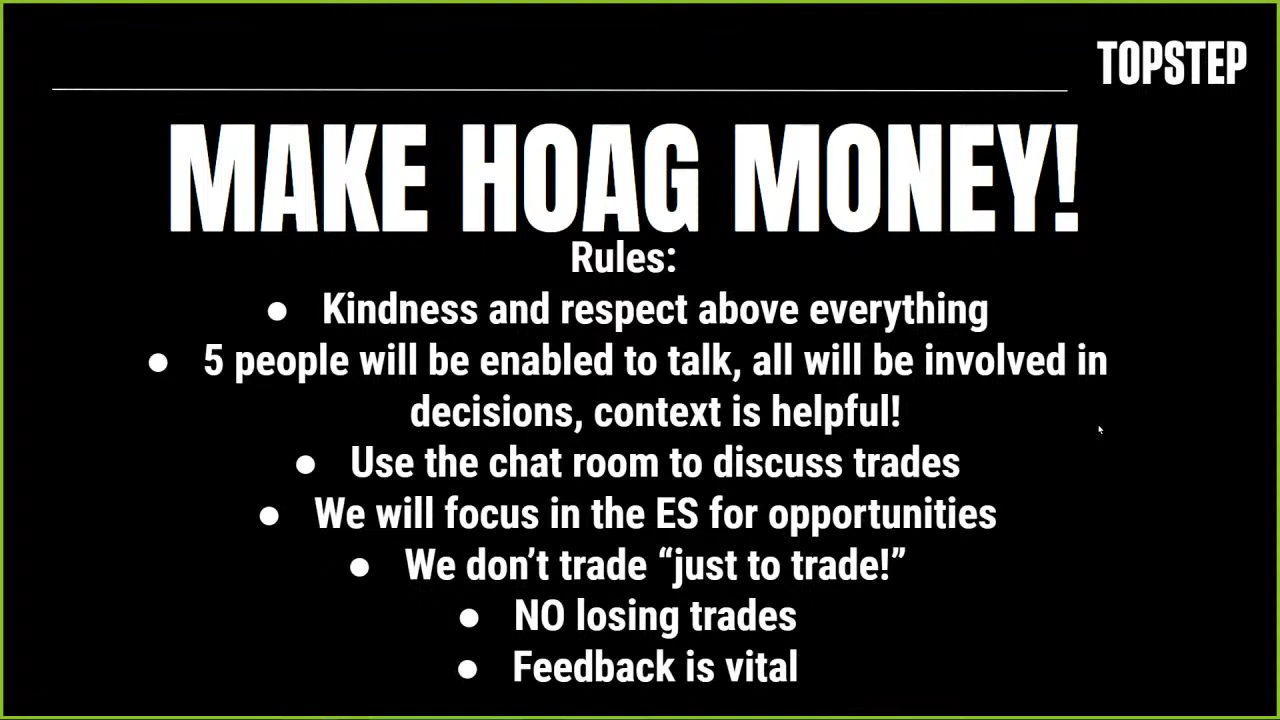 TOPSTEP
MAKE HOAG MONEY!
Rules:
● Kindness and respect above everything
● 5 people will be enabled to talk, all will be involved in
decisions, context is helpful!
● Use the chat room to discuss trades
● We will focus in the ES for opportunities
● We don’t trade “just to trade!”
● NO losing trades
● Feedback is vital